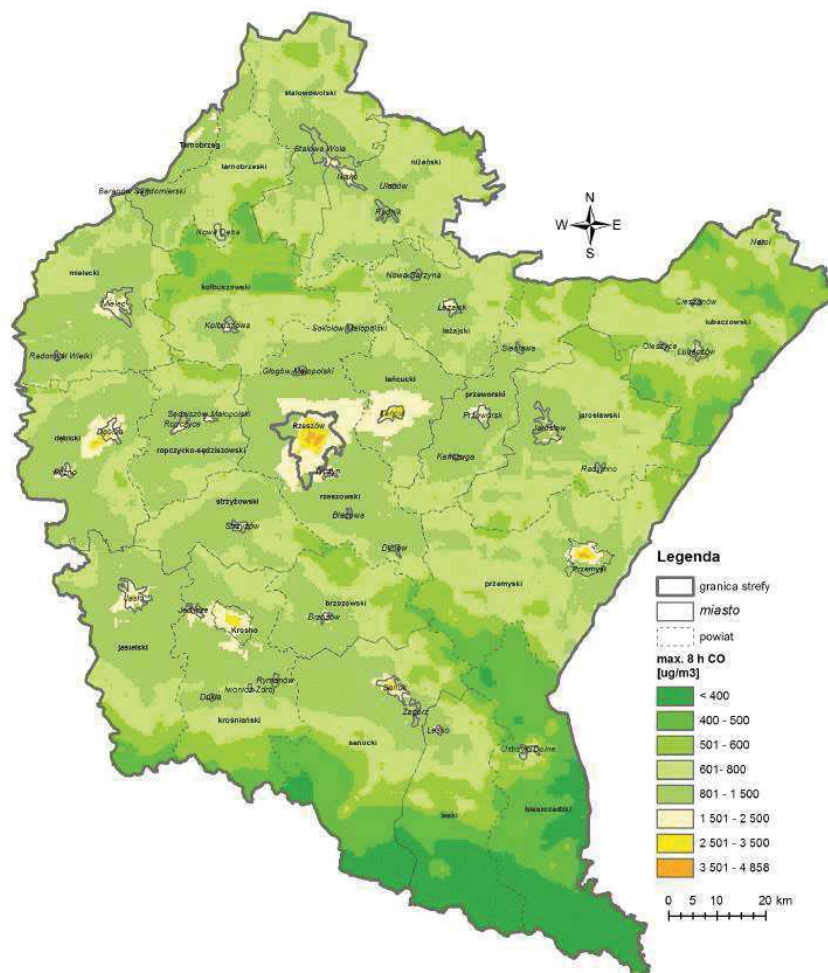 stalowowolski
Tarnobrzeg
Stalowa Wola
niżański
tarnobrzeski
Nisko
Ulanów
Baranów Sandomierski
Rudnik
N
W E
S
Nowa Dęba
Narol
mielecki
Nowa Sarzyna
kolbuszowski
Cieszanów
Mielec
Leżajsk
lubaczowski
Kolbuszowa
Sokołów Małopolski
leżajski
Oleszyce
Lubaczów
Radomyśl Wielki
Sieniawa
Głogów Małopolski
łańcucki
przeworski
Sędziszów Małopolski
jarosławski
Ropczyce
Rzeszów
Przeworsk
dębicki
Dębica
Jarosław
ropczycko-sędziszowski
Kańczuga
Pilzno
Tyczyn
Radymno
rzeszowski
strzyżowski
Błażowa
Strzyżów
Dynów
Przemyśl
przemyski
Jasło
brzozowski
Jedlicze
Brzozów
Krosno
jasielski
Rymanów
Iwonicz-Zdrój
Sanok
Dukla
Zagórz
krośnieński
Lesko
sanocki
Ustrzyki Dolne
leski
bieszczadzki
Legenda
granica strefy
miasto
powiat
max. 8 h CO
[ug/m3]
< 400
400 - 500
501 - 600
601- 800
801 - 1 500
1 501 - 2 500
2 501 - 3 500
3 501 - 4 858
0 5 10 20 km